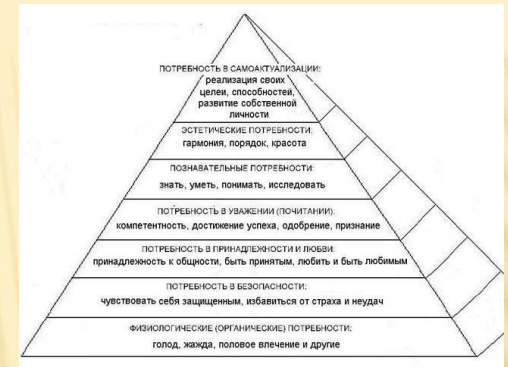 ПОТРЕБНОСТЬ В САМОАКТУАЛИЗАЦИИ:
реализация своих
целеи, способностей,
развитие собственной
личности
ЭСТЕТИЧЕСКИЕ ПОТРЕБНОСТИ:
гармония, порядок, красота
ПОЗНАВАТЕЛЬНЫЕ ПОТРЕБНОСТИ:
знать, уметь, понимать, исследовать
ПОТРЕБНОСТЬ В УВАЖЕНИИ (ПОЧИТАНИИ):
компетентность, достижение успеха, одобрение, признание
ПОТРЕБНОСТЬ В ПРИНАДЛЕЖНОСТИ И ЛЮБВИ:
принадлежность к общности, быть принятым, любить и быть любимым
ПОТРЕБНОСТЬ В БЕЗОПАСНОСТИ:
чувствовать себя защищенным, избавиться от страха и неудач
ФИЗИОЛОГИЧЕСКИЕ (ОРГАНИЧЕСКИЕ) ПОТРЕБНОСТИ:
голод, жажда, половое влечение и другие